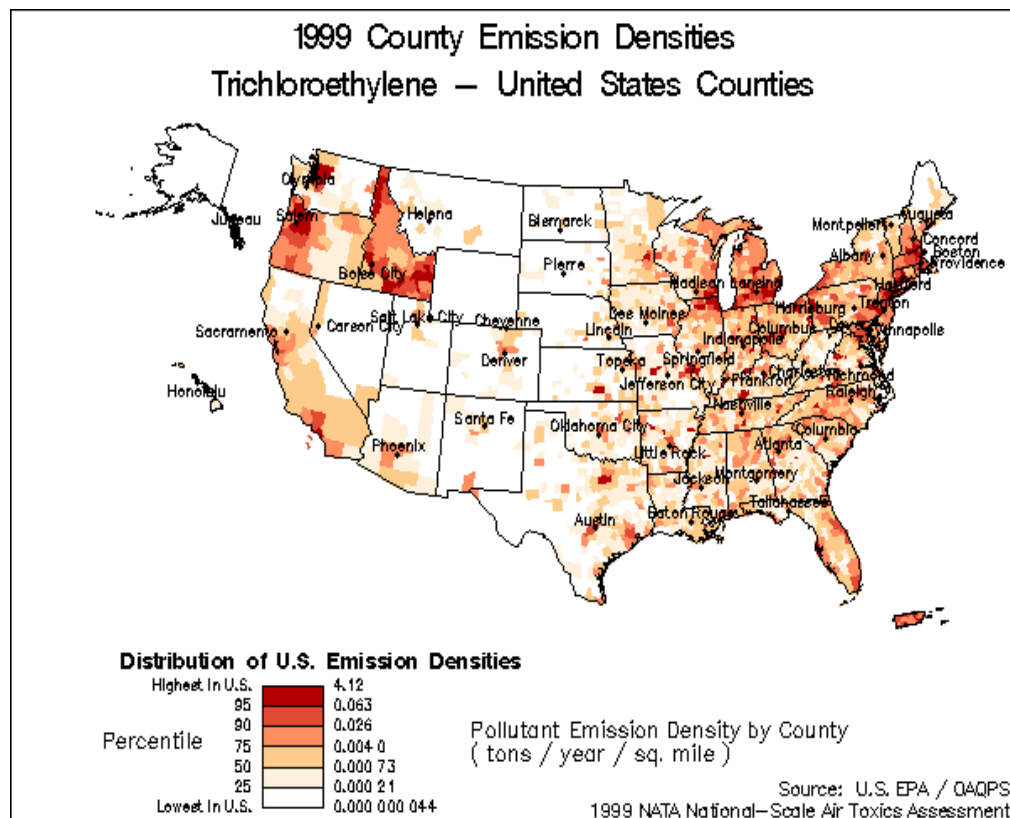 1999 County Emission Densities
Trichloroethylene — United States Counties
Olympia
Salem
Juneau
Helena
Bismarck
Montpelier
Augusta
Concord
Boston
Providence
Albany
Hartford
Boise City
Pierre
Madison
Lansing
Trenton
Harrisburg
Sacramento
Carson City
Salt Lake City
Cheyenne
Des Moines
Lincoln
Columbus
Annapolis
Indianapolis
Denver
Topeka
Springfield
Jefferson City
Charleston
Frankfort
Richmond
Raleigh
Honolulu
Nashville
Santa Fe
Oklahoma City
Columbia
Phoenix
Atlanta
Little Rock
Montgomery
Jackson
Tallahassee
Austin
Baton Rouge
Distribution of U.S. Emission Densities
Highest In U.S. 4.12
95 0.063
90 0.026
75 0.004 0
50 0.000 73
25 0.000 21
Lowest In U.S. 0.000 000 044
Percentile
Pollutant Emission Density by County
( tons / year / sq. mile )
Source: U.S. EPA / OAQPS
1999 NATA National–Scale Air Toxics Assessment